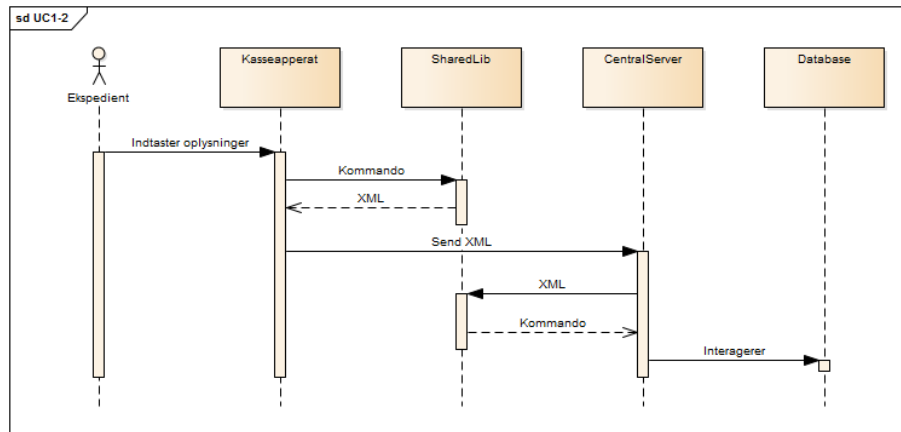 sd UC1-2
Ekspedient
Kasseapperat
SharedLib
CentralServer
Database
Indtaster oplysninger
Kommando
XML
Send XML
XML
Kommando
Interagerer